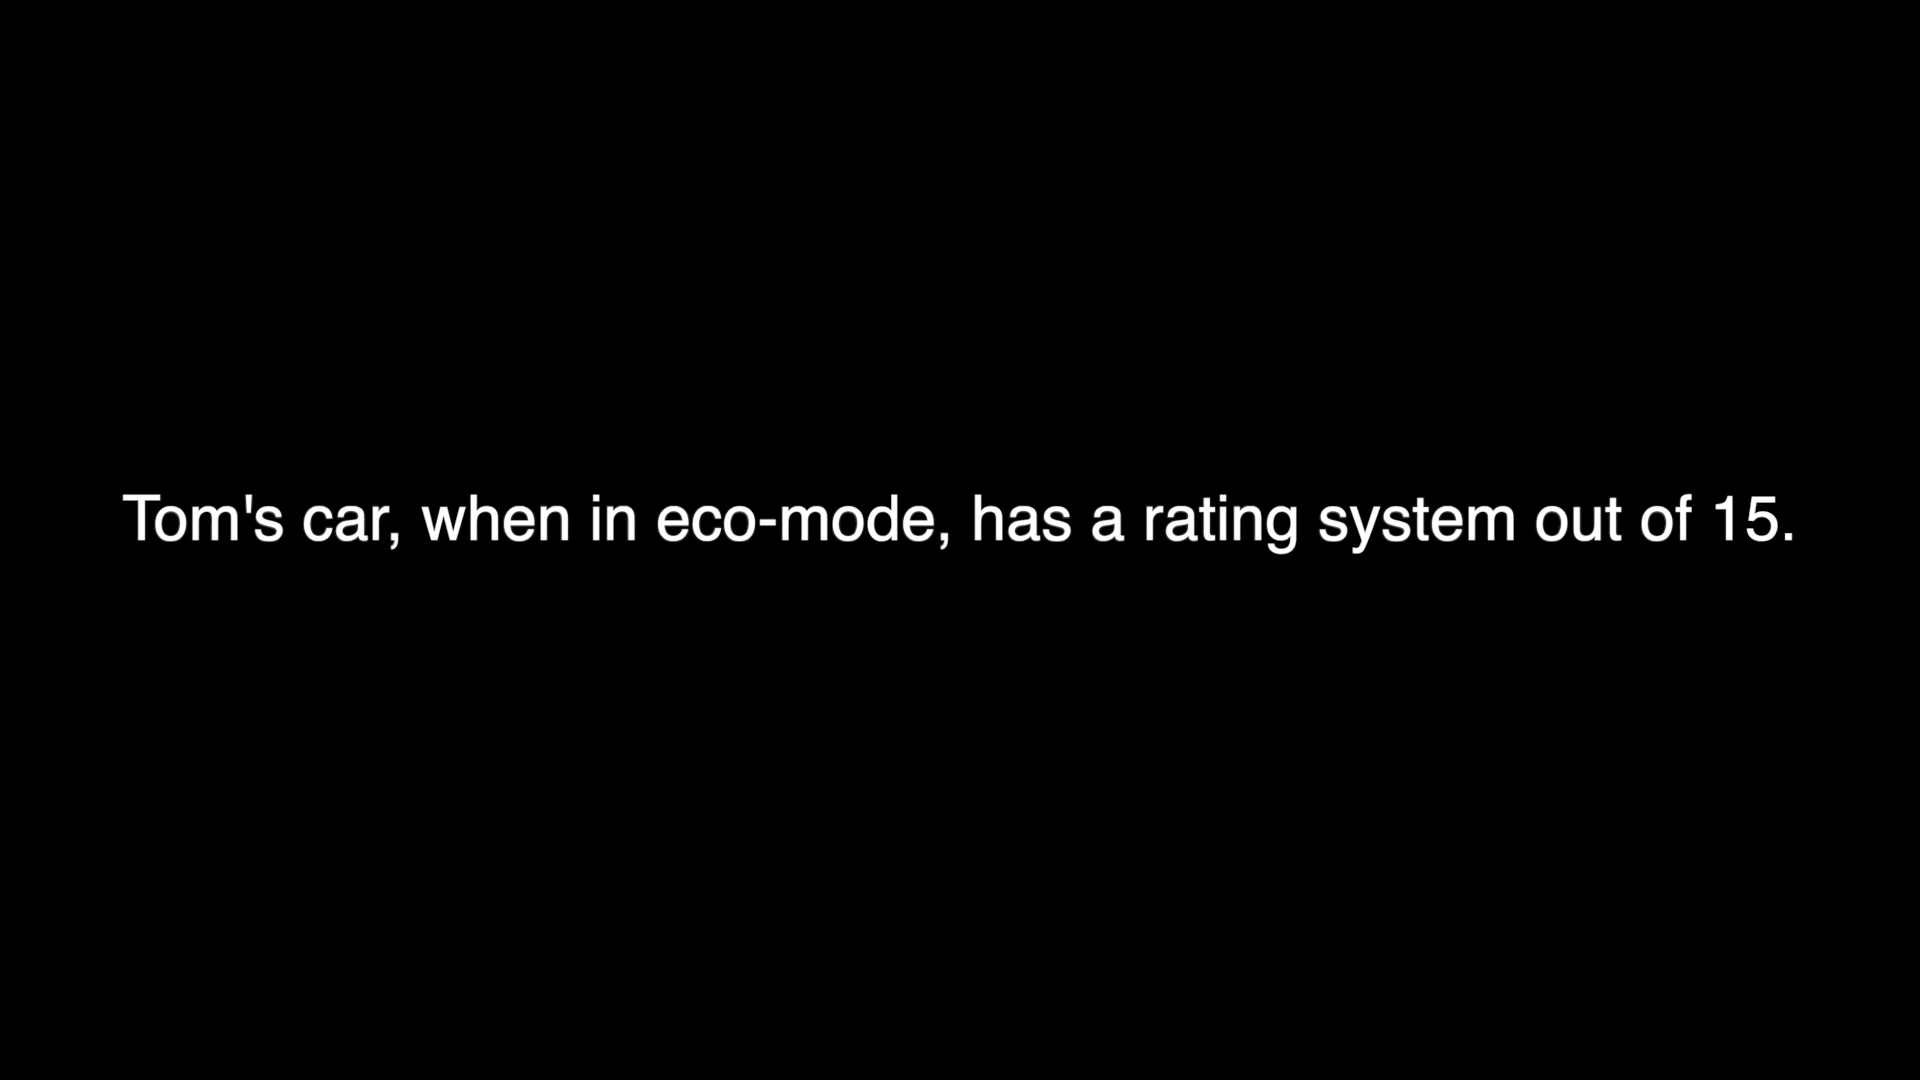 Tom's car, when in eco-mode, has a rating system out of 15.